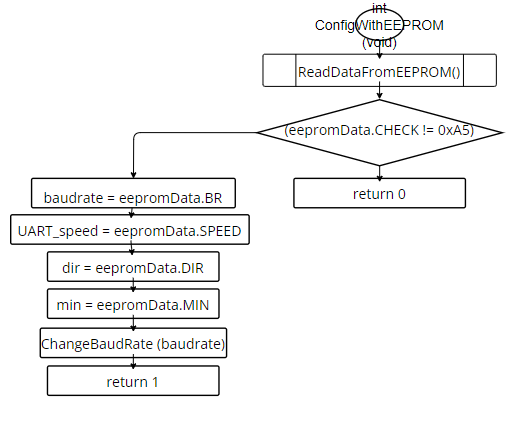 int
ConfigWithEEPROM
(void)
ReadDataFromEEPROM()
(eepromData.CHECK != 0xA5)
return 0
baudrate = eepromData.BR
UART_speed = eepromData.SPEED
dir = eepromData.DIR
min = eepromData.MIN
ChangeBaudRate (baudrate)
return 1